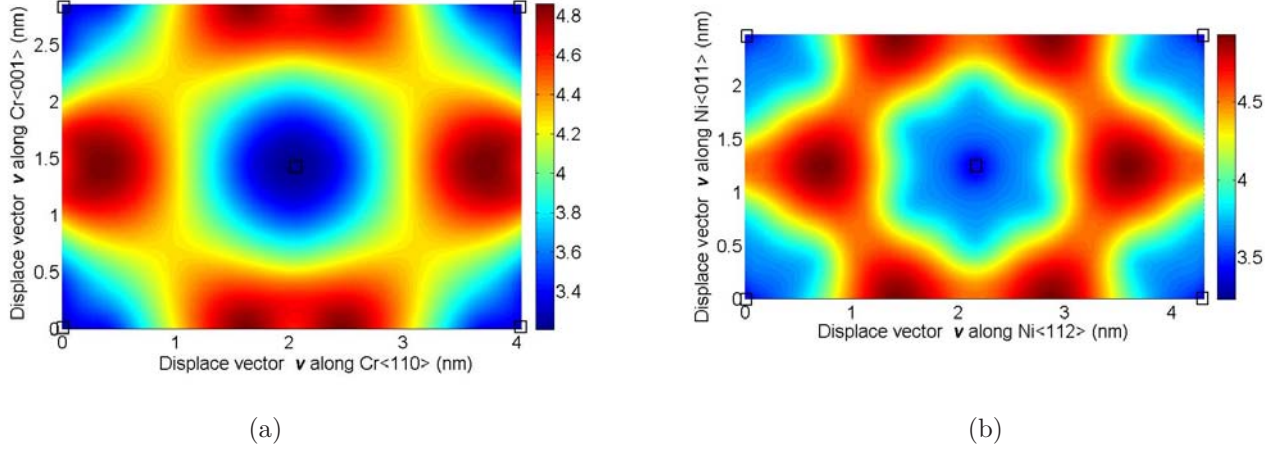 Displace vector v along Cr<001> (nm)
2.5
2
1.5
1
0.5
0
0 1 2 3 4
Displace vector v along Cr<110> (nm)
4.8
4.6
4.4
4.2
4
3.8
3.6
3.4
(a)
Displace vector v along Ni<011> (nm)
2.5
2
1.5
1
0.5
0
0 1 2 3 4
Displace vector v along Ni<112> (nm)
4.5
4
3.5
(b)